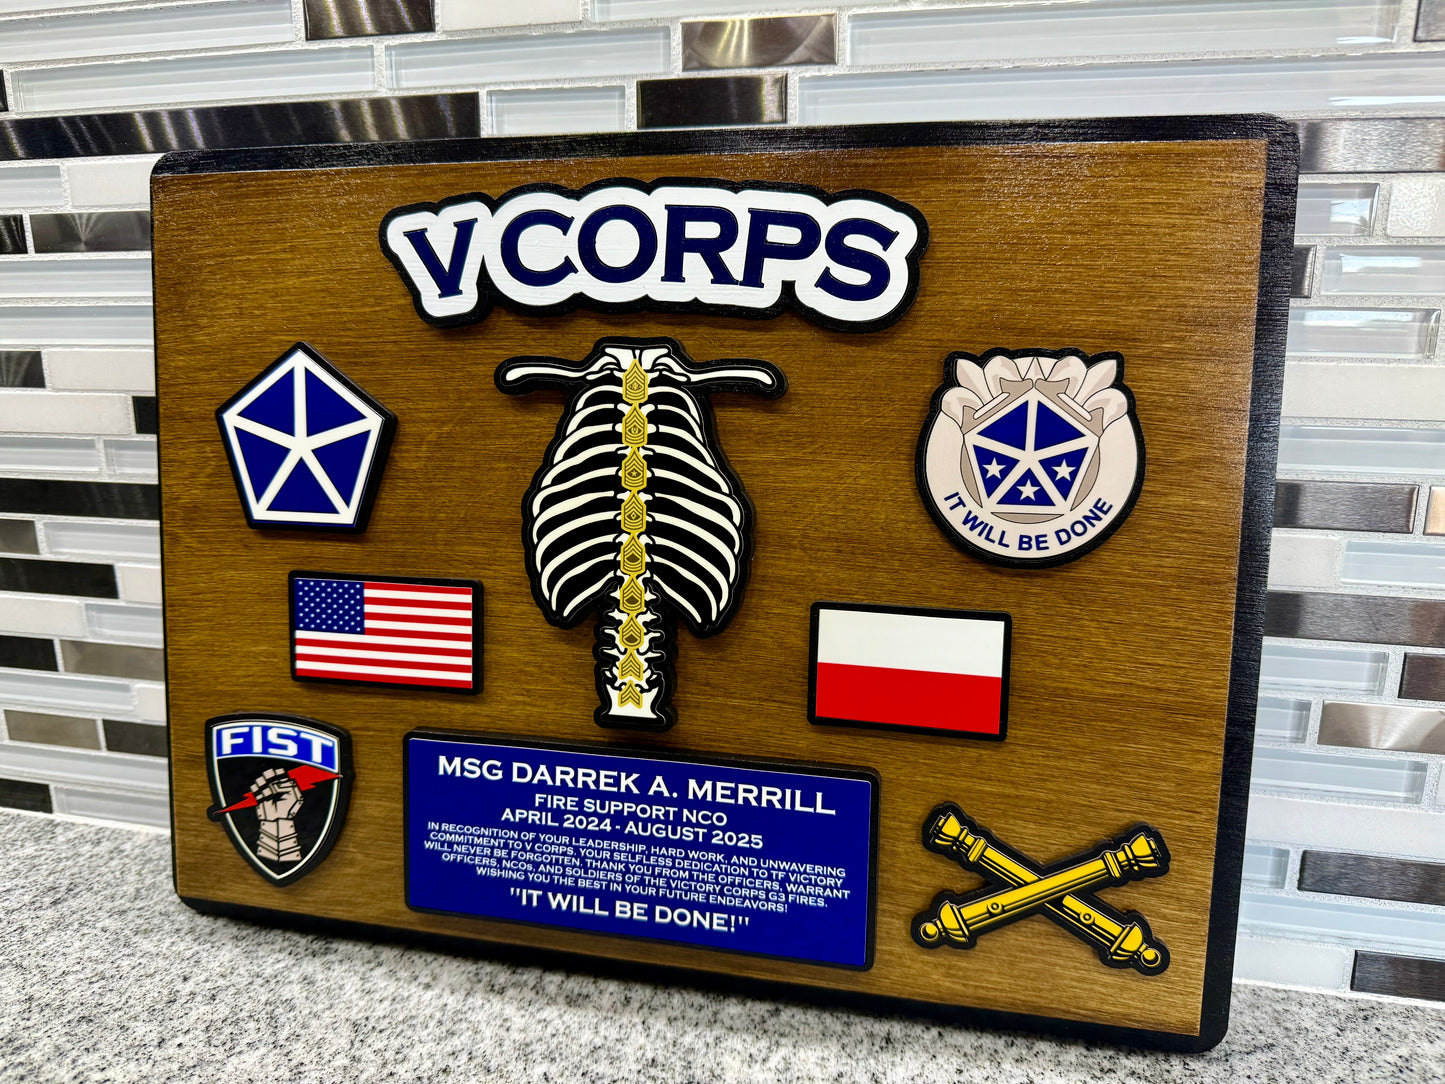 V CORPS
IT WILL BE DONE
FIST
MSG DARREK A. MERRILL
FIRE SUPPORT NCO
APRIL 2024 - AUGUST 2025
IN RECOGNITION OF YOUR LEADERSHIP, HARD WORK, AND UNWAVERING
COMMITMENT TO V CORPS. YOUR SELFLESS DEDICATION TO TF VICTORY
WILL NEVER BE FORGOTTEN. THANK YOU FROM THE OFFICERS, WARRANT
OFFICERS, NCOs, AND SOLDIERS OF THE VICTORY CORPS G3 FIRES.
WISHING YOU THE BEST IN YOUR FUTURE ENDEAVORS!
"IT WILL BE DONE!"